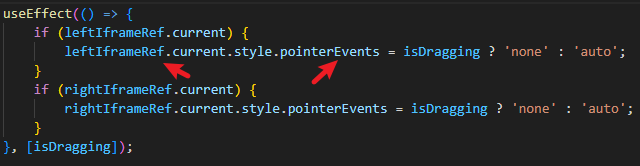 useEffect(() => {
    if (leftIframeRef.current) {
        leftIframeRef.current.style.pointerEvents = isDragging ? 'none' : 'auto';
    }
    if (rightIframeRef.current) {
        rightIframeRef.current.style.pointerEvents = isDragging ? 'none' : 'auto';
    }
}, [isDragging]);